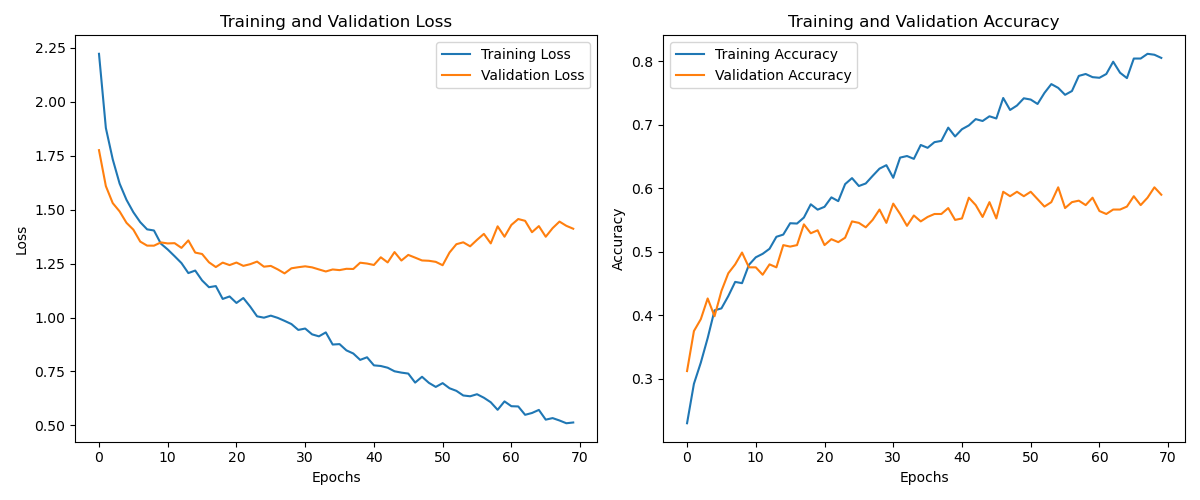 Training and Validation Loss
Training Loss
Validation Loss
2.25
2.00
1.75
1.50
1.25
1.00
0.75
0.50
Loss
0 10 20 30 40 50 60 70
Epochs
Training and Validation Accuracy
Training Accuracy
Validation Accuracy
0.8
0.7
0.6
0.5
0.4
0.3
Accuracy
0 10 20 30 40 50 60 70
Epochs